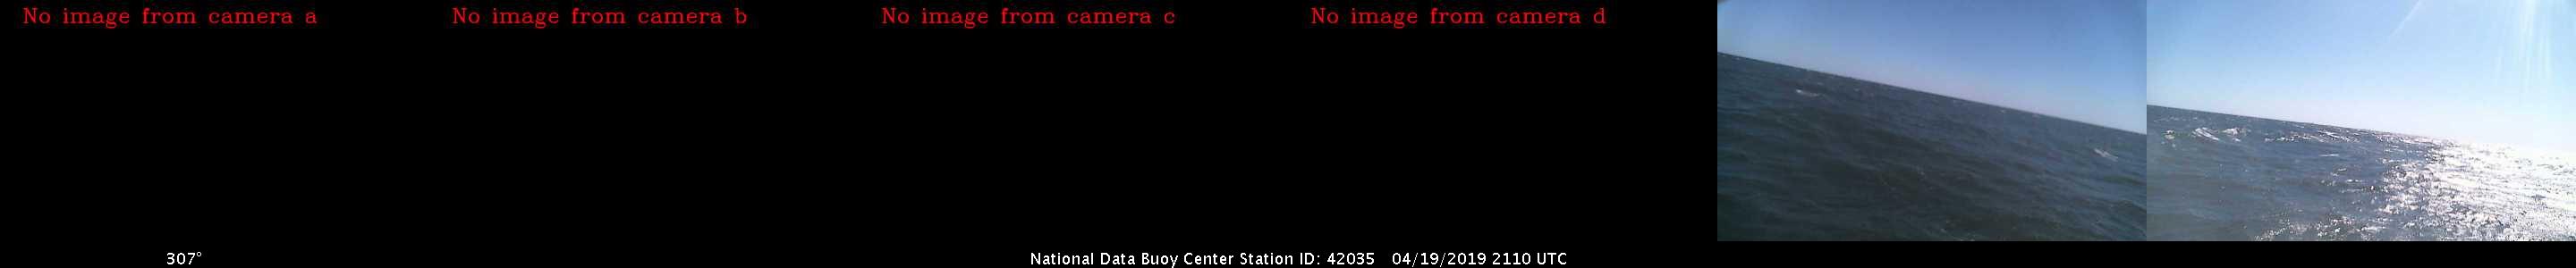 No image from camera a
No image from camera b
No image from camera c
No image from camera d
307°
National Data Buoy Center Station ID: 42035 04/19/2019 2110 UTC